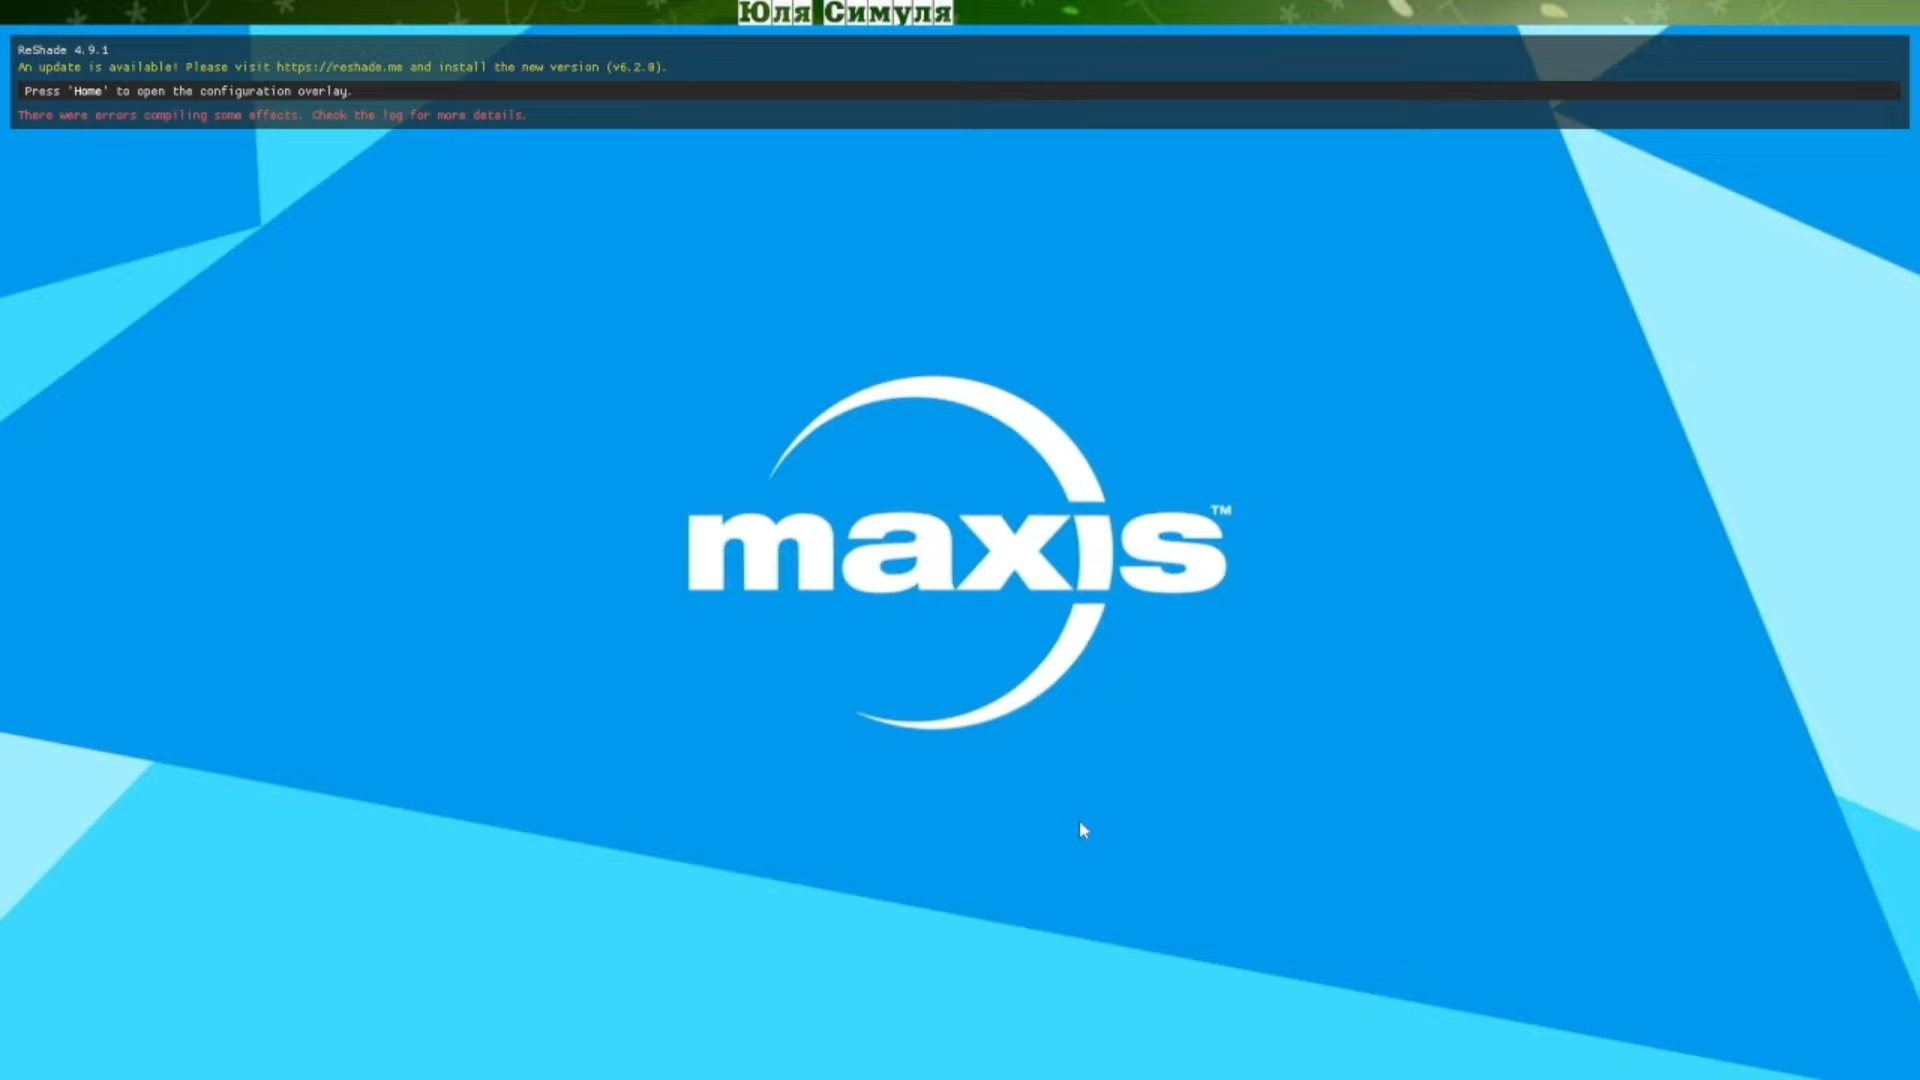 Юля Симуля
ReShade 4.9.1
An update is available! Please visit https://reshade.me and install the new version (v6.2.0).
Press 'Home' to open the configuration overlay.
There were errors compiling some effects. Check the log for more details.
maxis™